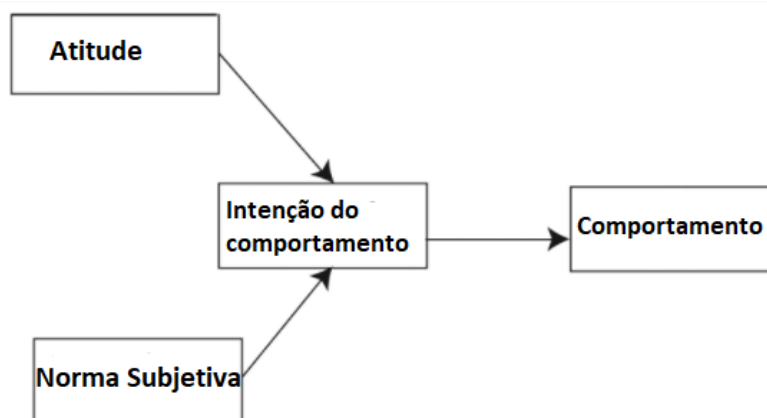 Atitude
Intenção do
comportamento
Comportamento
Norma Subjetiva